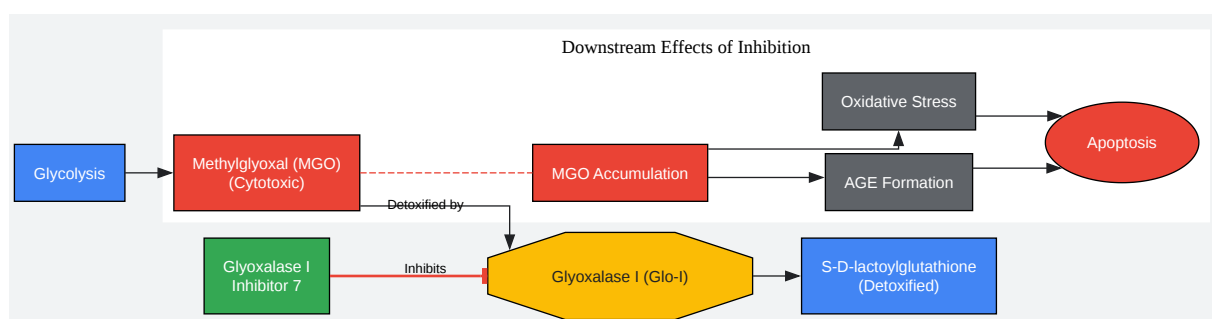 Downstream Effects of Inhibition
Oxidative Stress
Apoptosis
Glycolysis
Methylglyoxal (MGO)
(Cytotoxic)
MGO Accumulation
AGE Formation
Detoxified by
Glyoxalase I
Inhibitor 7
Inhibits
Glyoxalase I (Glo-I)
S-D-lactoylglutathione
(Detoxified)